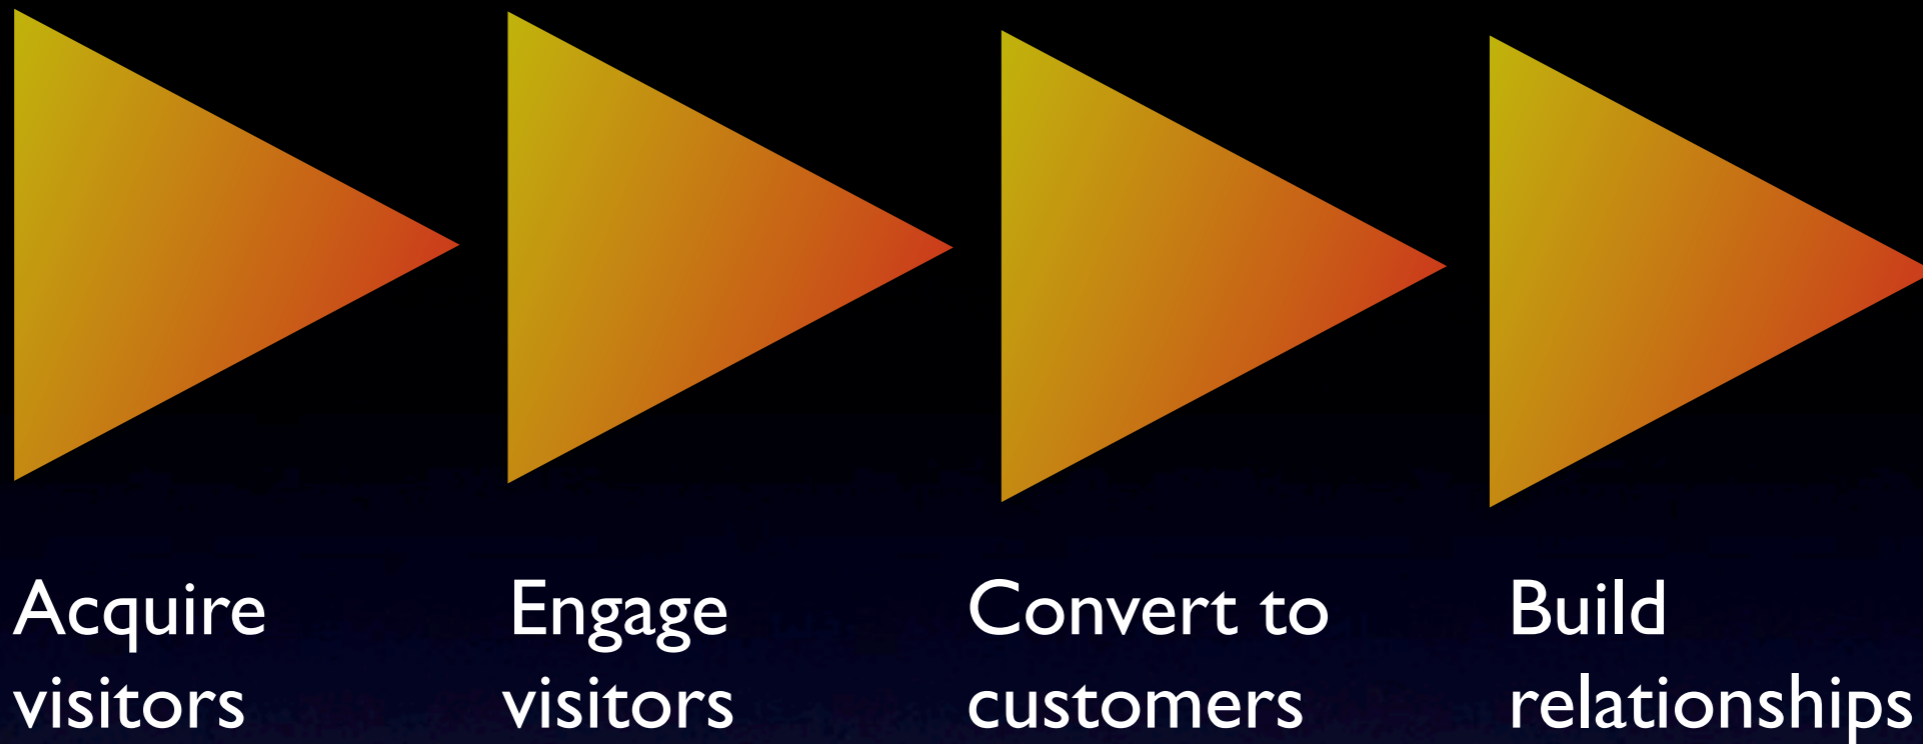 Acquire
visitors
Engage
visitors
Convert to
customers
Build
relationships